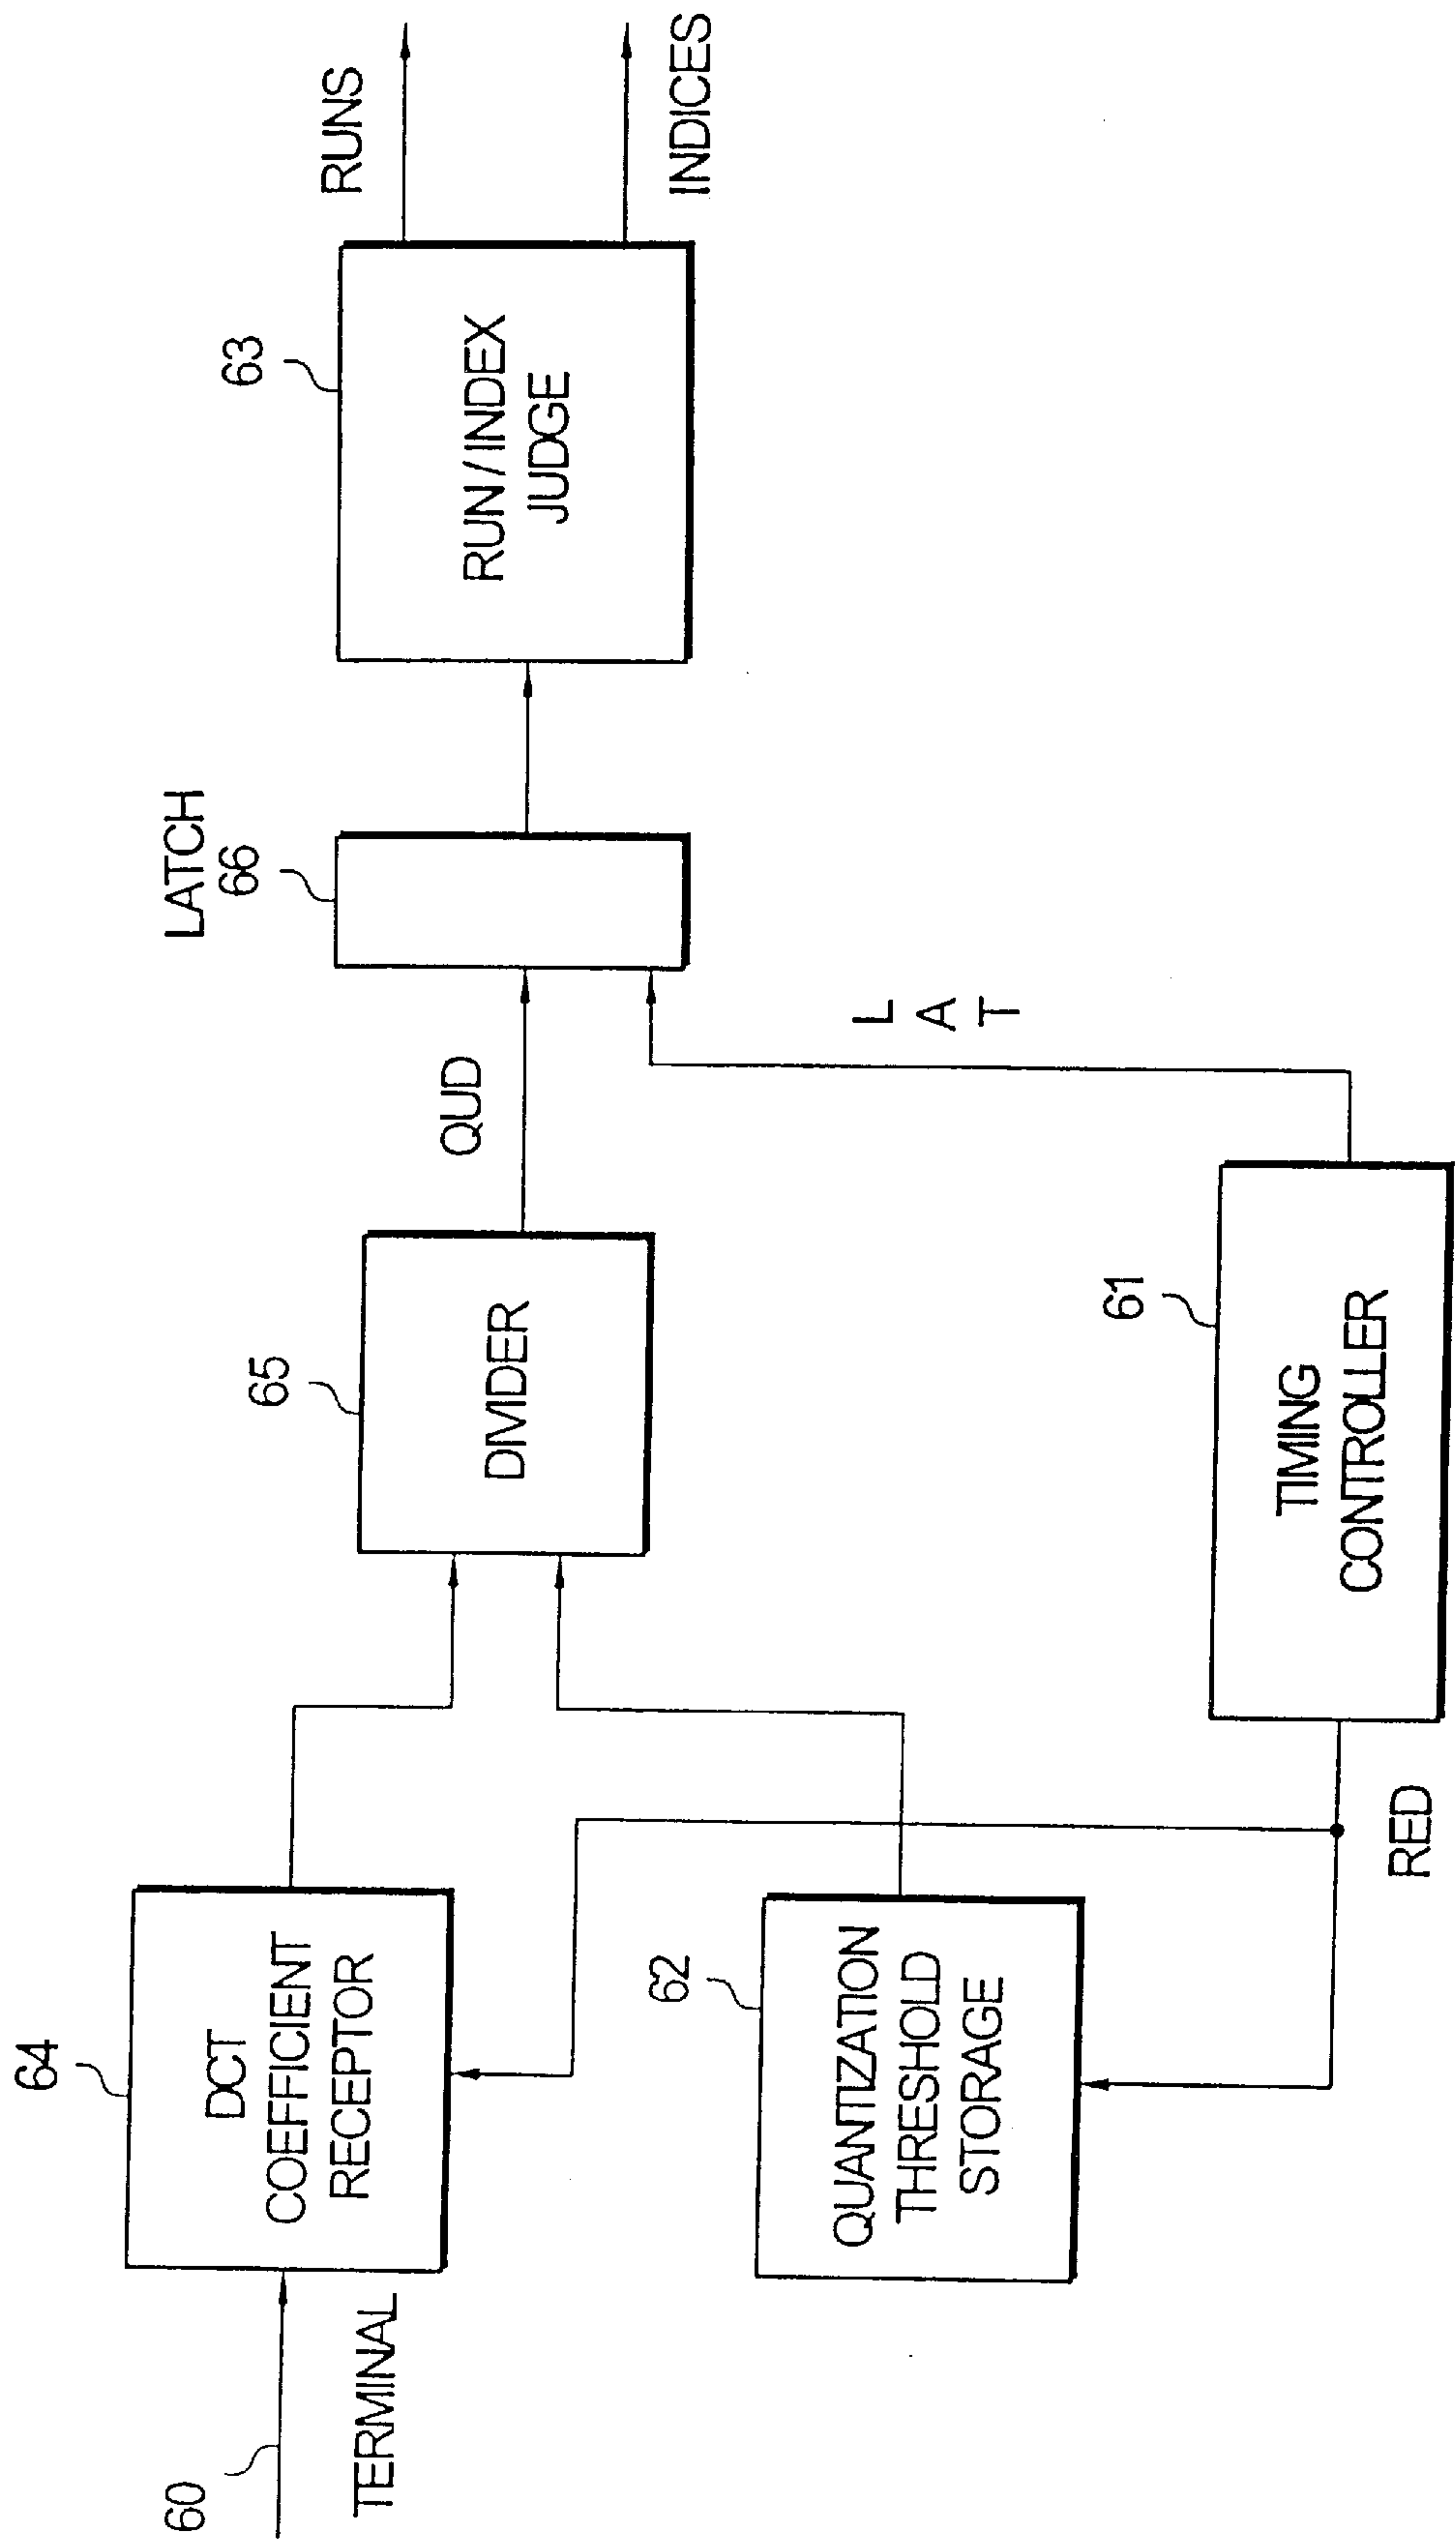 60
TERMINAL
64
DCT
COEFFICIENT
RECEPTOR
62
QUANTIZATION
THRESHOLD
STORAGE
RED
65
DIVIDER
61
TIMING
CONTROLLER
QUD
L
A
T
LATCH
66
63
RUN/INDEX
JUDGE
RUNS
INDICES